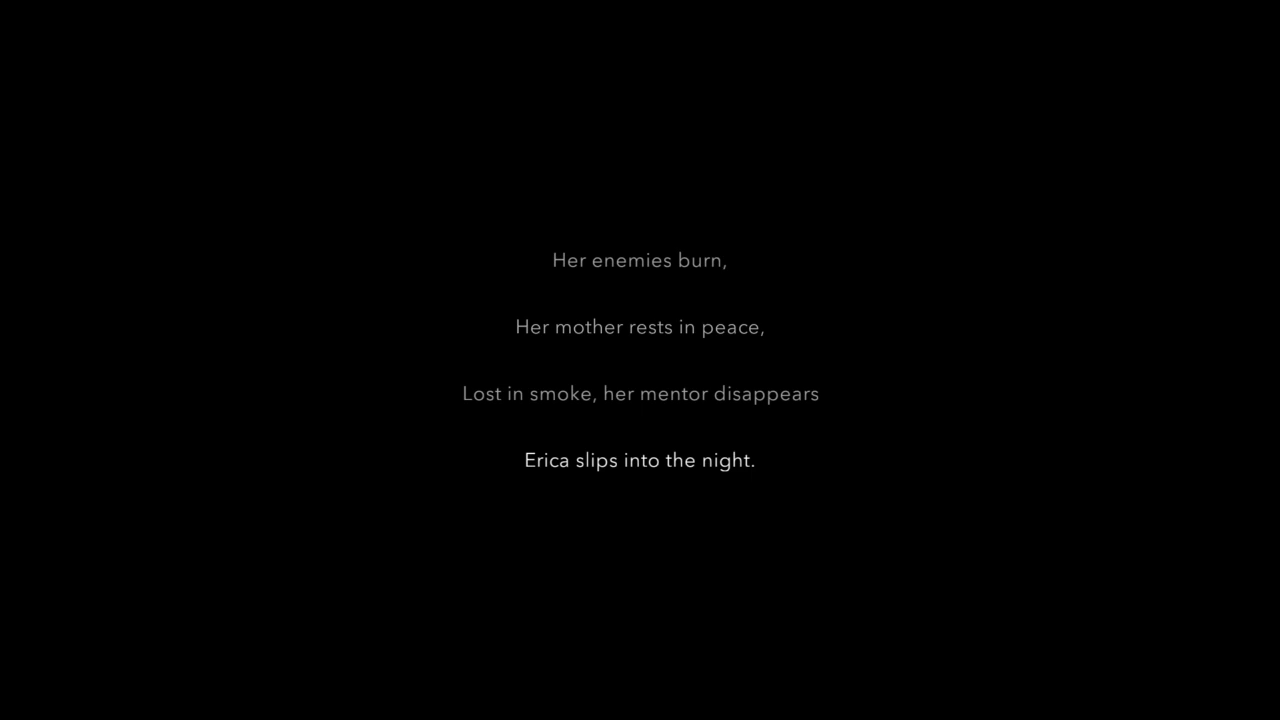 Her enemies burn,
Her mother rests in peace,
Lost in smoke, her mentor disappears
Erica slips into the night.